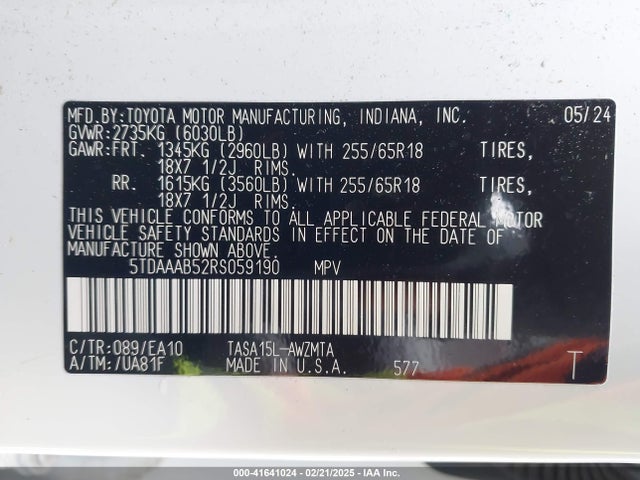 MFD.BY:TOYOTA MOTOR MANUFACTURING, INDIANA, INC. 05/24
GVWR:2735KG (6030LB)
GAWR:FRT. 1345KG (2960LB) WITH 255/65R18 TIRES,
18X7 1/2J RIMS.
RR. 1615KG (3560LB) WITH 255/65R18 TIRES,
18X7 1/2J RIMS.
THIS VEHICLE CONFORMS TO ALL APPLICABLE FEDERAL MOTOR
VEHICLE SAFETY STANDARDS IN EFFECT ON THE DATE OF
MANUFACTURE SHOWN ABOVE.
5TDAAAB52RS059190 MPV
C/TR:089/EA10 TASA15L-AWZMTA
A/TM:/UA81F MADE IN U.S.A. 577 T
000-41641024 - 02/21/2025 - IAA Inc.